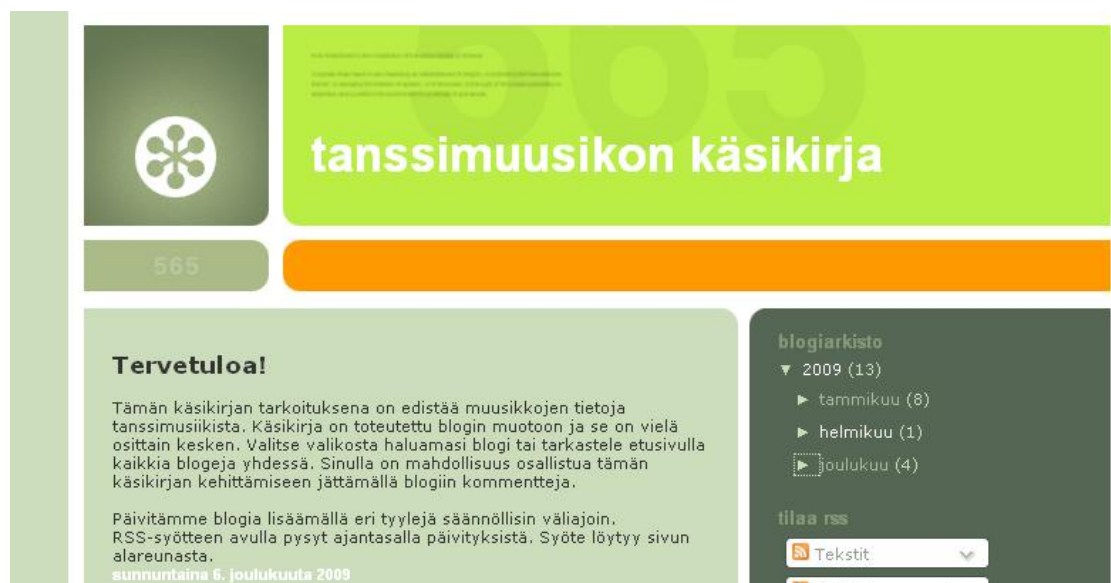 565
tanssimuusikon käsikirja
565
Tervetuloa!
Tämän käsikirjan tarkoituksena on edistää muusikkojen tietoja
tanssimusiikista. Käsikirja on toteutettu blogin muotoon ja se on vielä
osittain kesken. Valitse valikosta haluamasi blogi tai tarkastele etusivulla
kaikkia blogeja yhdessä. Sinulla on mahdollisuus osallistua tämän
käsikirjan kehittämiseen jättämällä blogiin kommentteja.
Päivitämme blogia lisäämällä eri tyylejä säännöllisin väliajoin.
RSS-syötteen avulla pysyt ajantasalla päivityksistä. Syöte löytyy sivun
alareunasta.
sunnuntaina 6. joulukuuta 2009
blogiarkisto
▼ 2009 (13)
► tammikuu (8)
► helmikuu (1)
► joulukuu (4)
tilaa rss
Tekstit